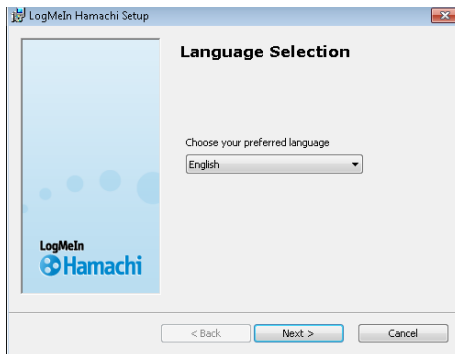 LogMeIn Hamachi Setup
Language Selection
Choose your preferred language
English
LogMeIn
Hamachi
< Back
Next >
Cancel